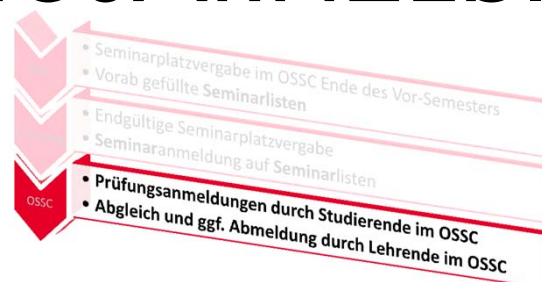 • Seminarplatzvergabe im OSSC Ende des Vor-Semesters
• Vorab gefüllte Seminarlisten
• Endgültige Seminarplatzvergabe
• Seminaranmeldung auf Seminarlisten
OSSC
• Prüfungsanmeldungen durch Studierende im OSSC
• Abgleich und ggf. Abmeldung durch Lehrende im OSSC